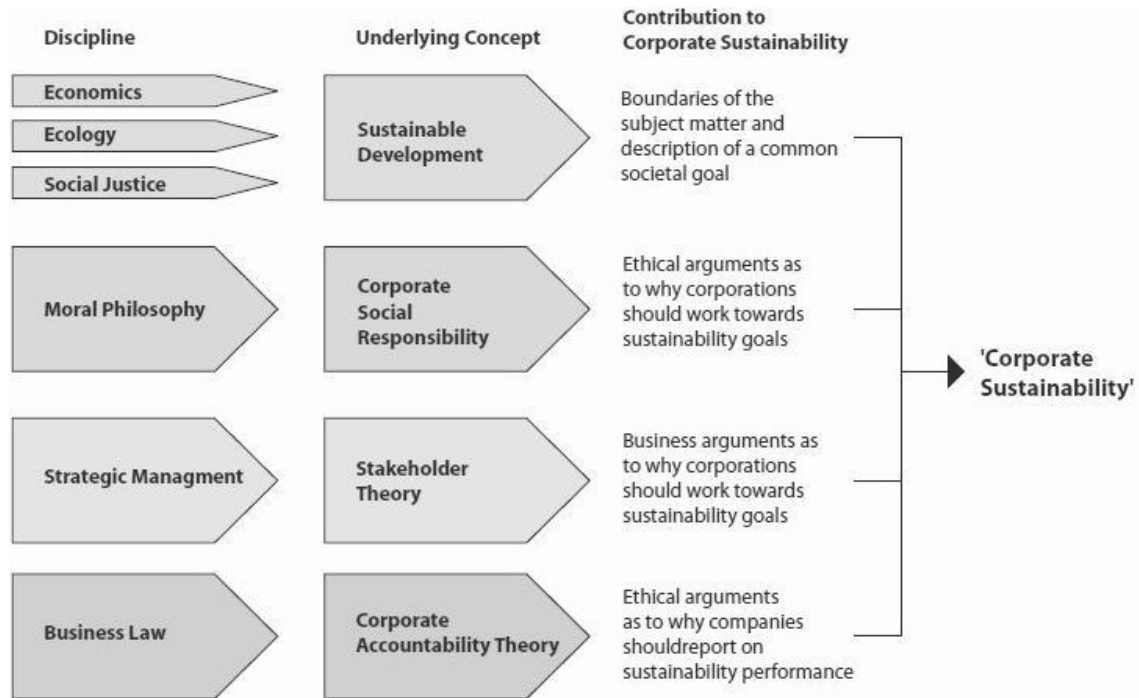 Discipline
Underlying Concept
Contribution to
Corporate Sustainability
Economics
Ecology
Social Justice
Sustainable
Development
Boundaries of the
subject matter and
description of a common
societal goal
Moral Philosophy
Corporate
Social
Responsibility
Ethical arguments as
to why corporations
should work towards
sustainability goals
'Corporate
Sustainability'
Strategic Managment
Stakeholder
Theory
Business arguments as
to why corporations
should work towards
sustainability goals
Business Law
Corporate
Accountability Theory
Ethical arguments
as to why companies
shouldreport on
sustainability performance